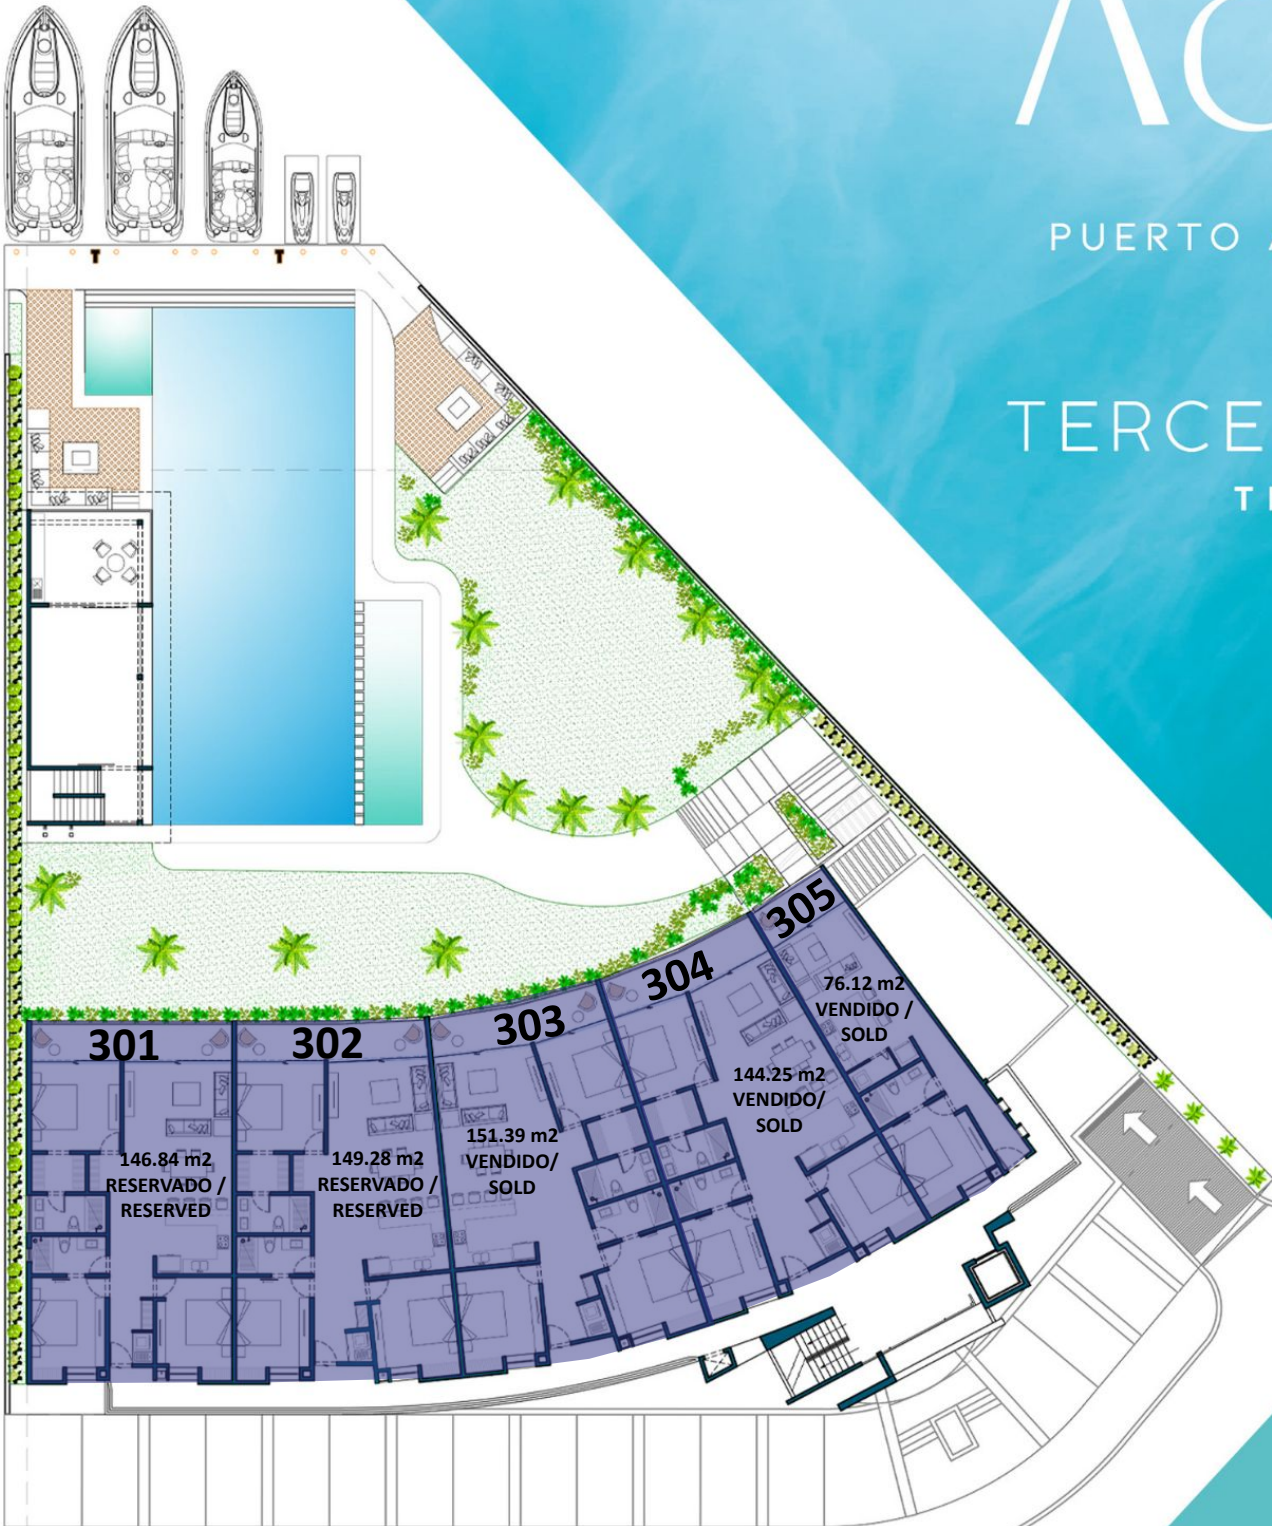 PUERTO
301
302
303
304
305
146.84 m2
RESERVADO /
RESERVED
149.28 m2
RESERVADO /
RESERVED
151.39 m2
VENDIDO/
SOLD
144.25 m2
VENDIDO/
SOLD
76.12 m2
VENDIDO /
SOLD